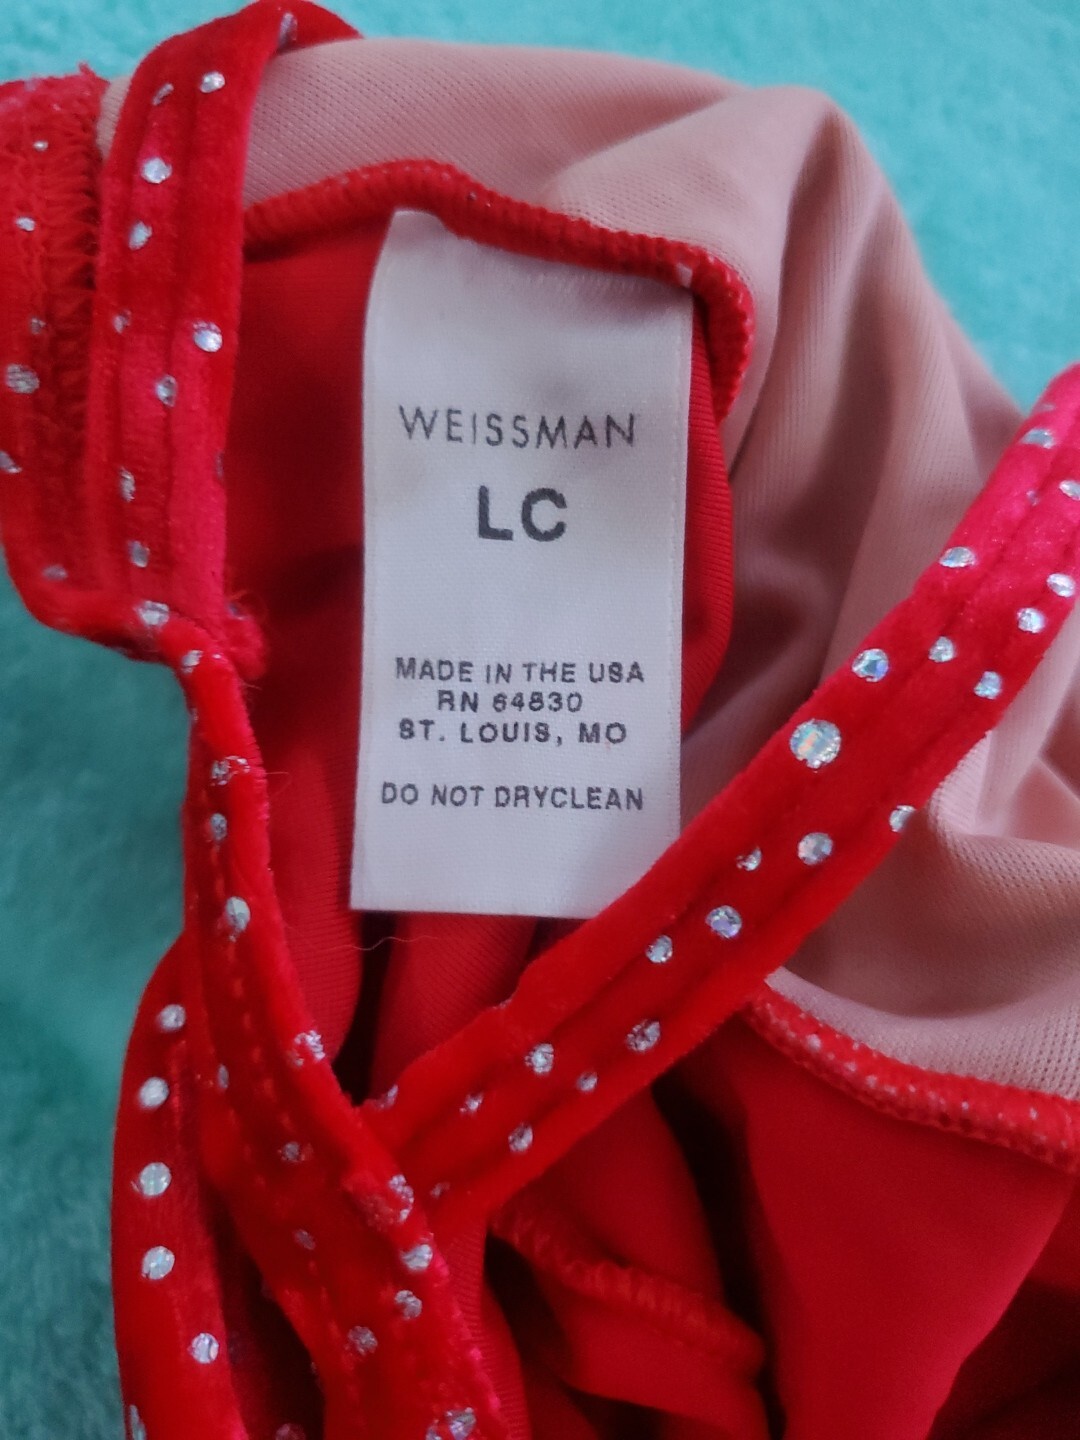 WEISSMAN
LC
MADE IN THE USA
RN 64830
ST. LOUIS, MO
DO NOT DRYCLEAN